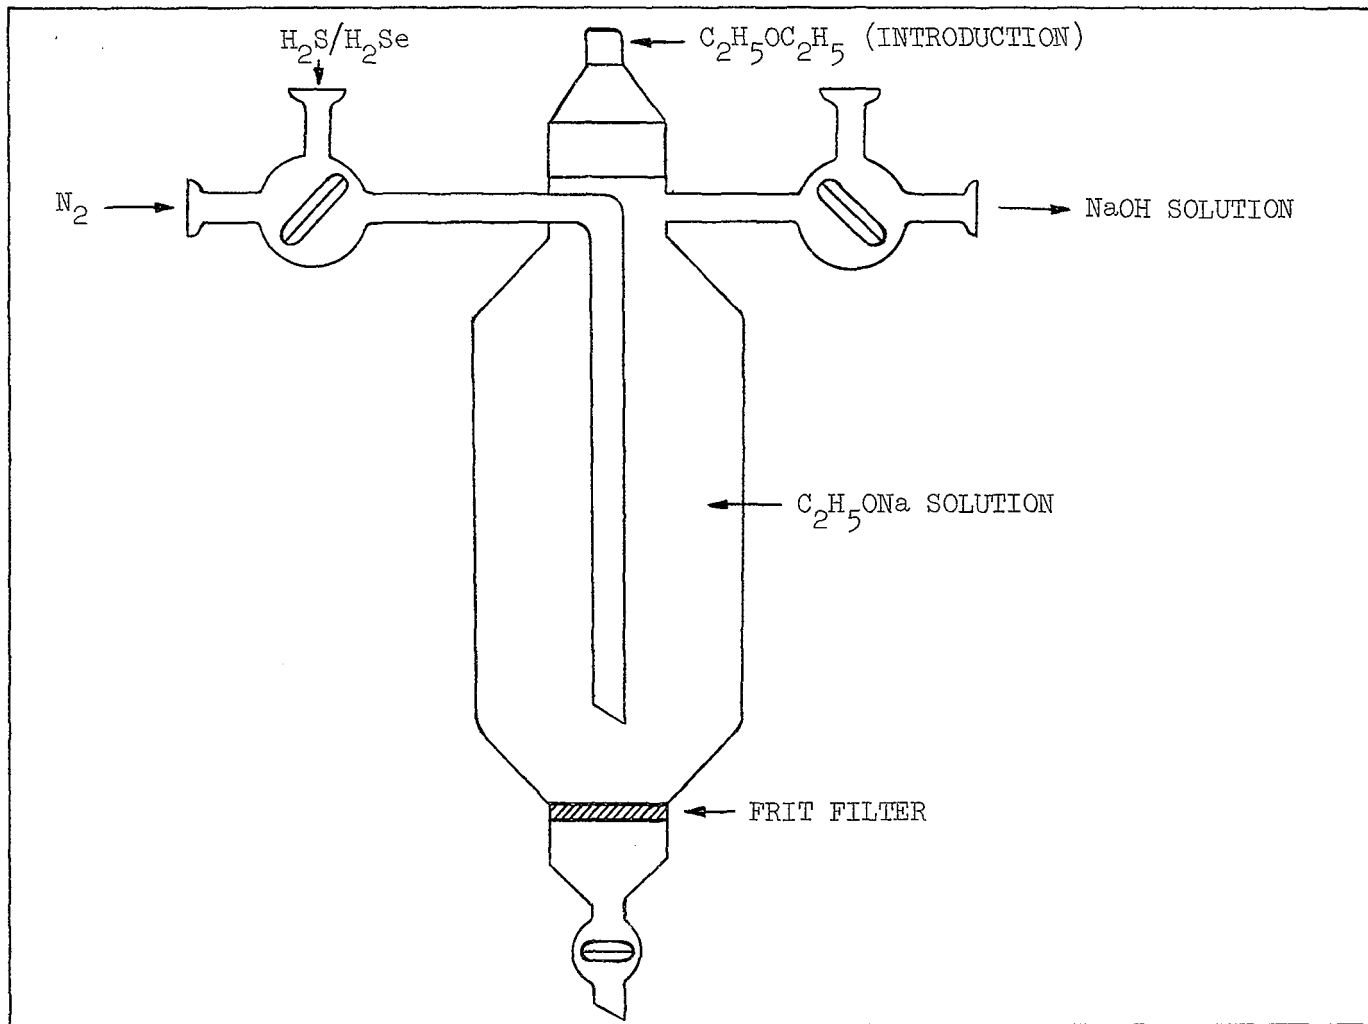 H₂S/H₂Se
C₂H₅OC₂H₅ (INTRODUCTION)
N₂
NaOH SOLUTION
C₂H₅ONa SOLUTION
FRIT FILTER